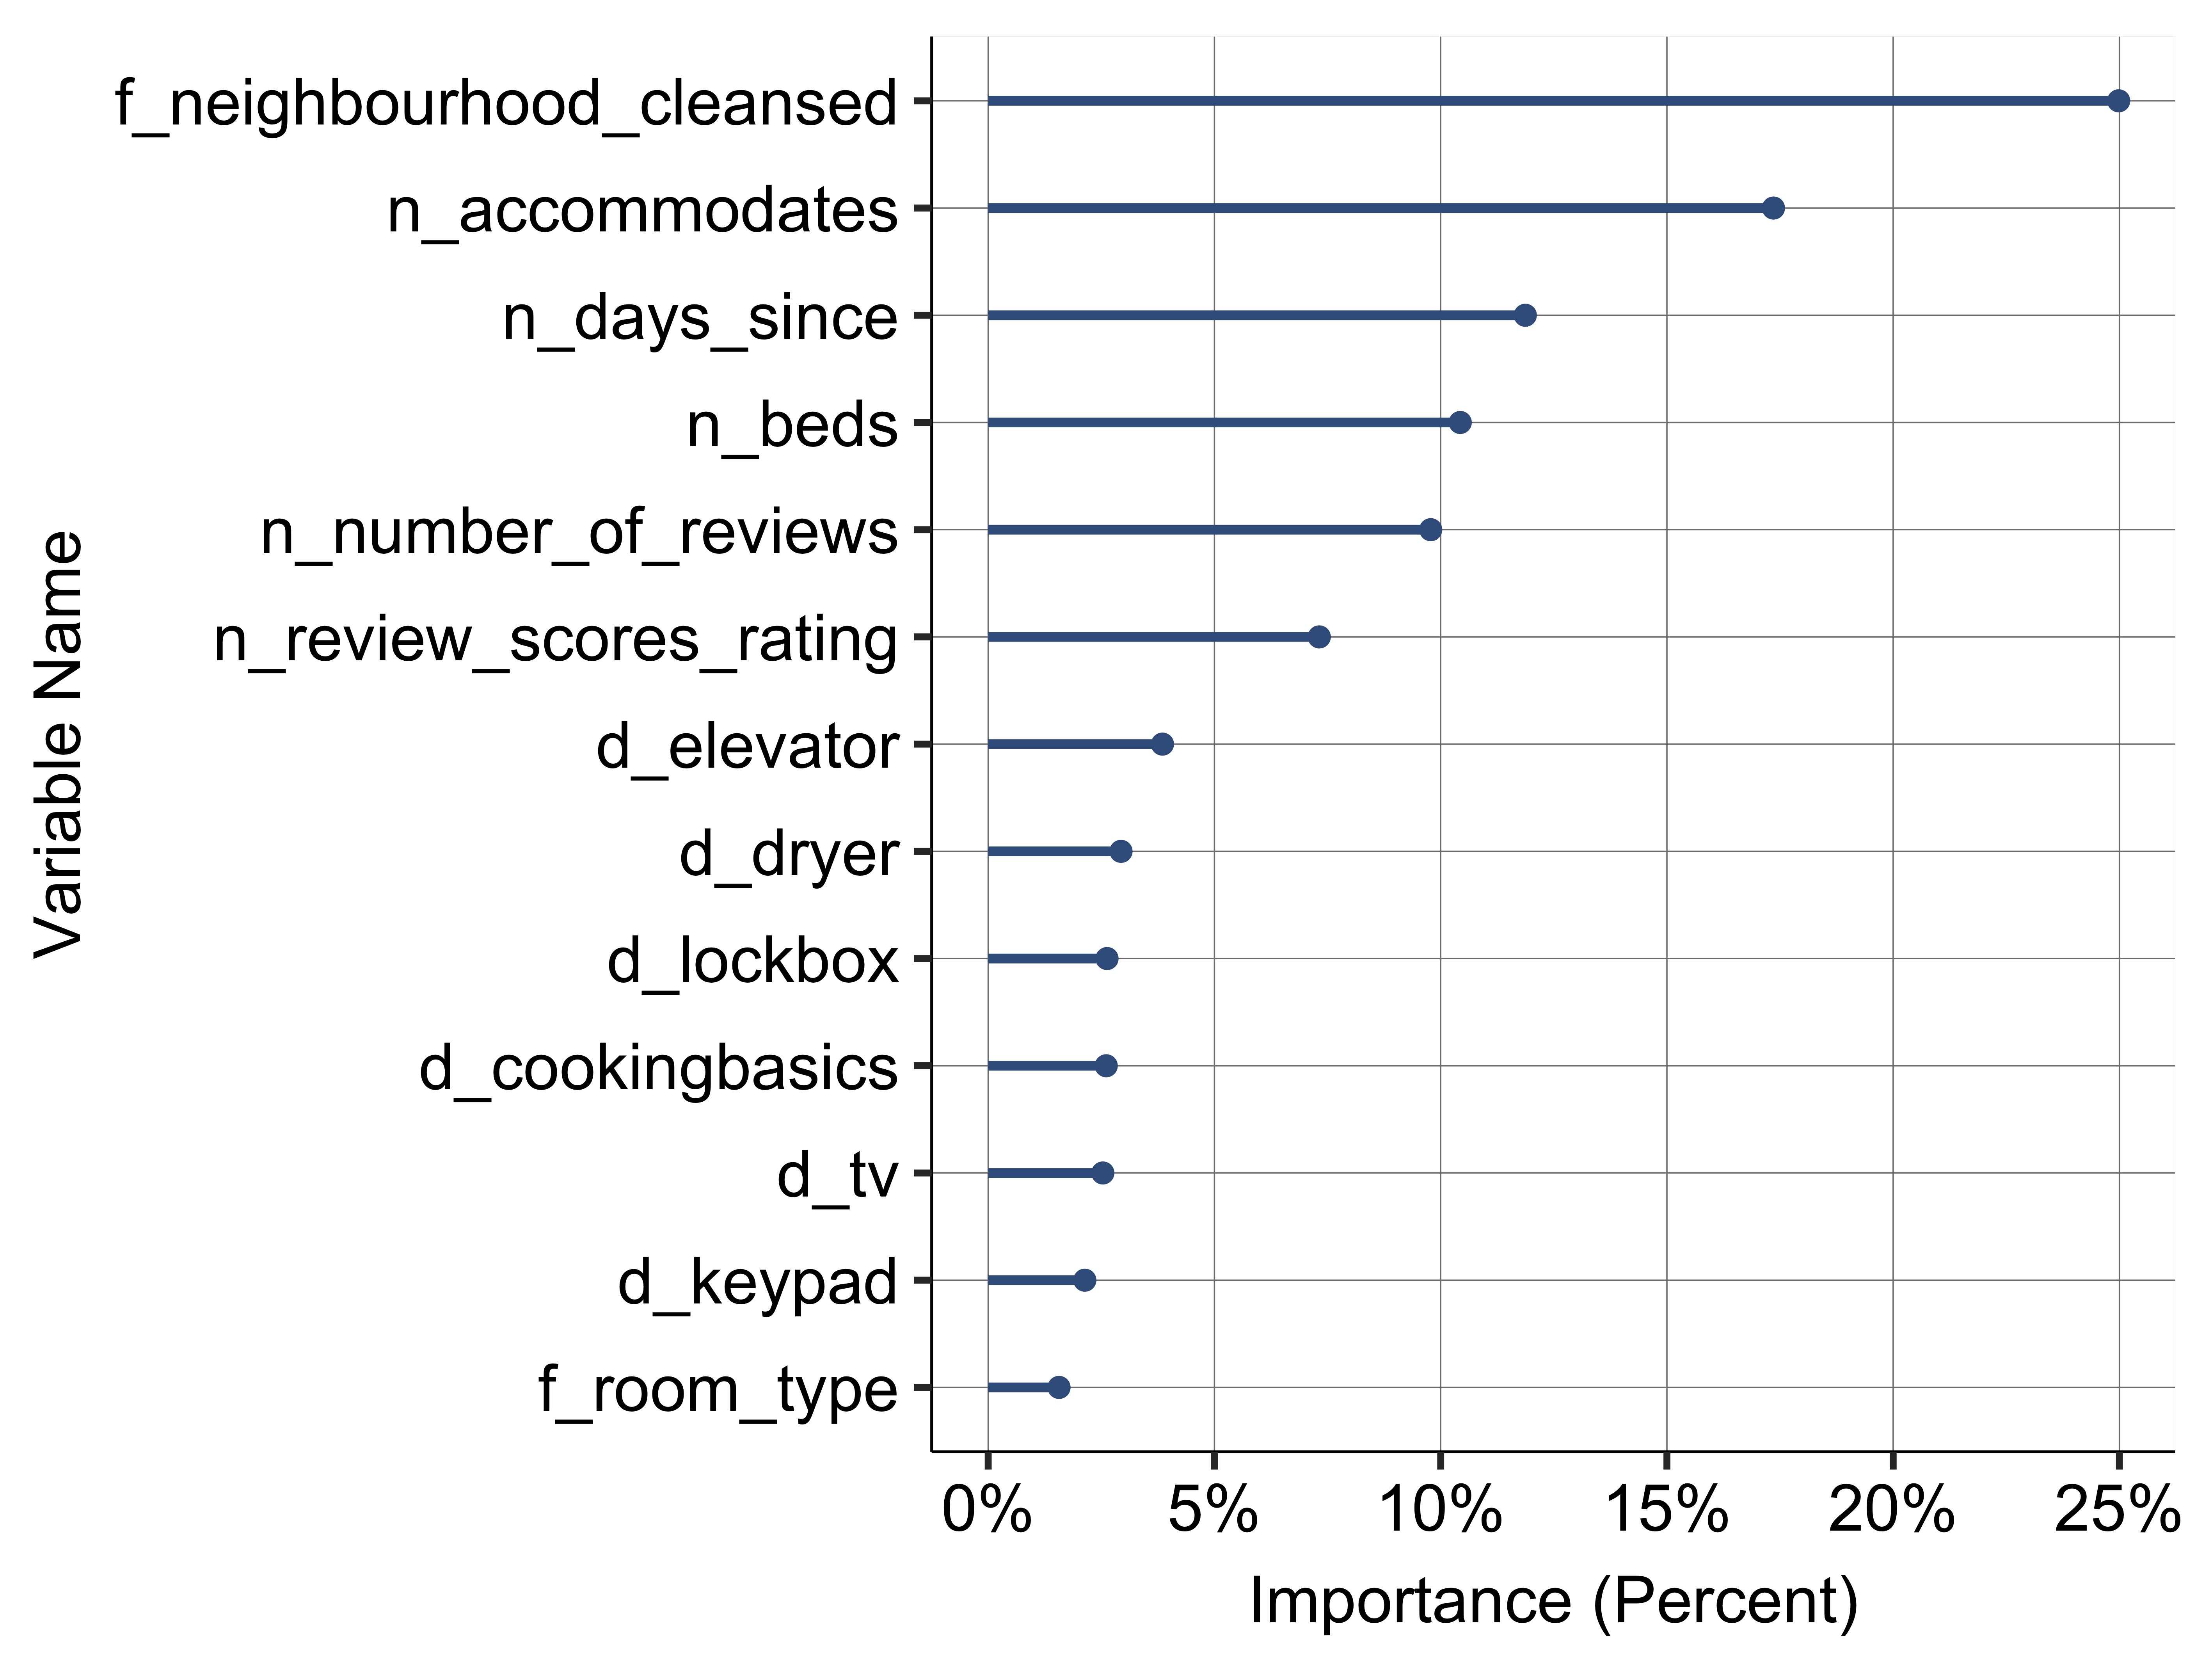 Variable Name
f_neighbourhood_cleansed
n_accommodates
n_days_since
n_beds
n_number_of_reviews
n_review_scores_rating
d_elevator
d_dryer
d_lockbox
d_cookingbasics
d_tv
d_keypad
f_room_type
0% 5% 10% 15% 20% 25%
Importance (Percent)